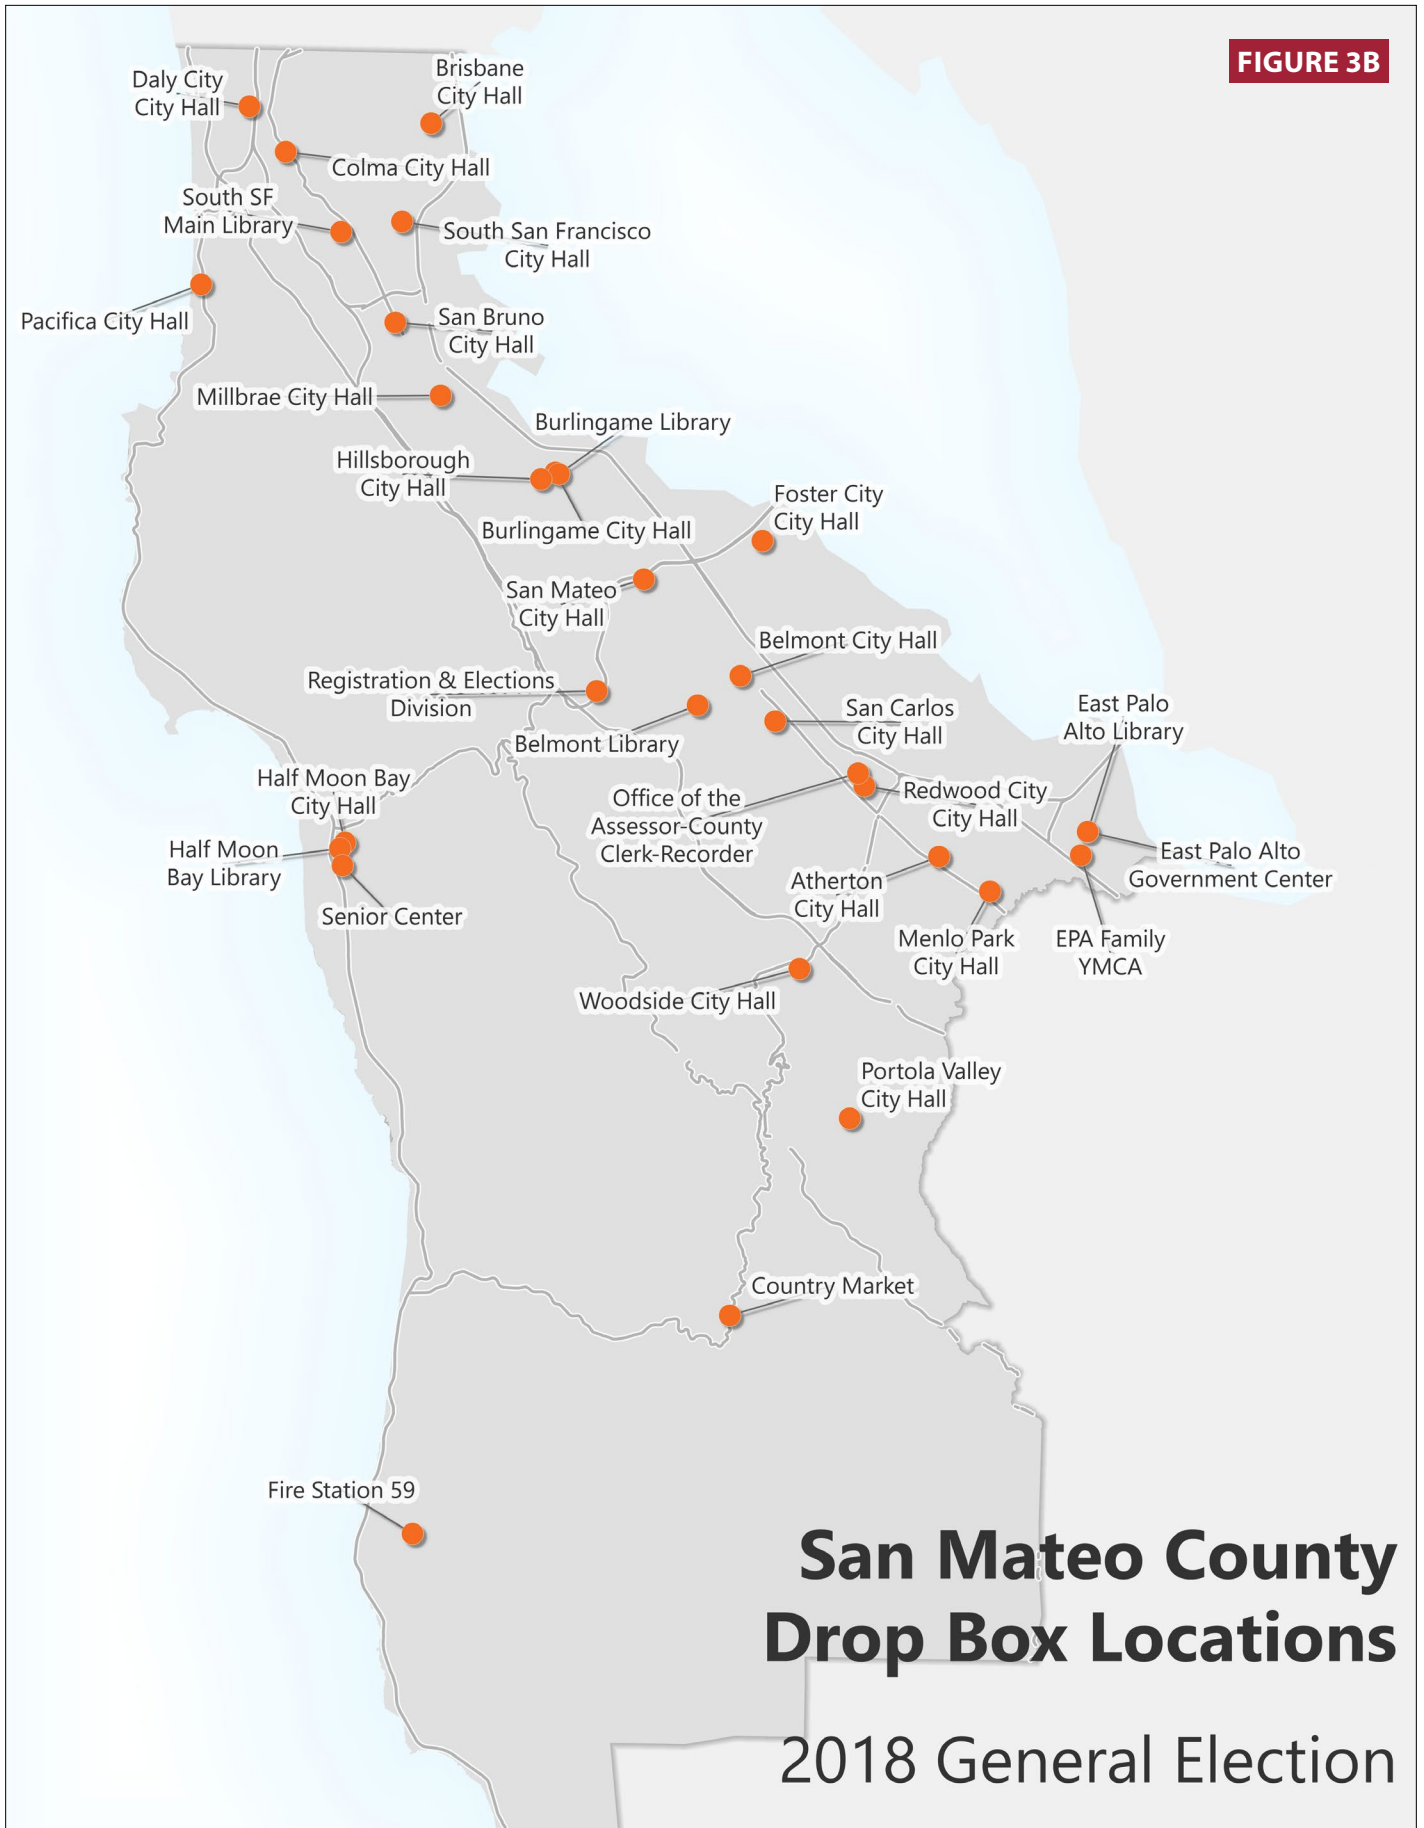 FIGURE 3B
Daly City
City Hall
Brisbane
City Hall
Colma City Hall
South SF
Main Library
South San Francisco
City Hall
Pacifica City Hall
San Bruno
City Hall
Millbrae City Hall
Burlingame Library
Hillsborough
City Hall
Burlingame City Hall
Foster City
City Hall
San Mateo
City Hall
Belmont City Hall
Registration & Elections
Division
Belmont Library
San Carlos
City Hall
East Palo
Alto Library
Half Moon Bay
City Hall
Office of the
Assessor-County
Clerk-Recorder
Redwood City
City Hall
Half Moon
Bay Library
East Palo Alto
Government Center
Atherton
City Hall
Senior Center
Menlo Park
City Hall
EPA Family
YMCA
Woodside City Hall
Portola Valley
City Hall
Country Market
Fire Station 59
San Mateo County
Drop Box Locations
2018 General Election